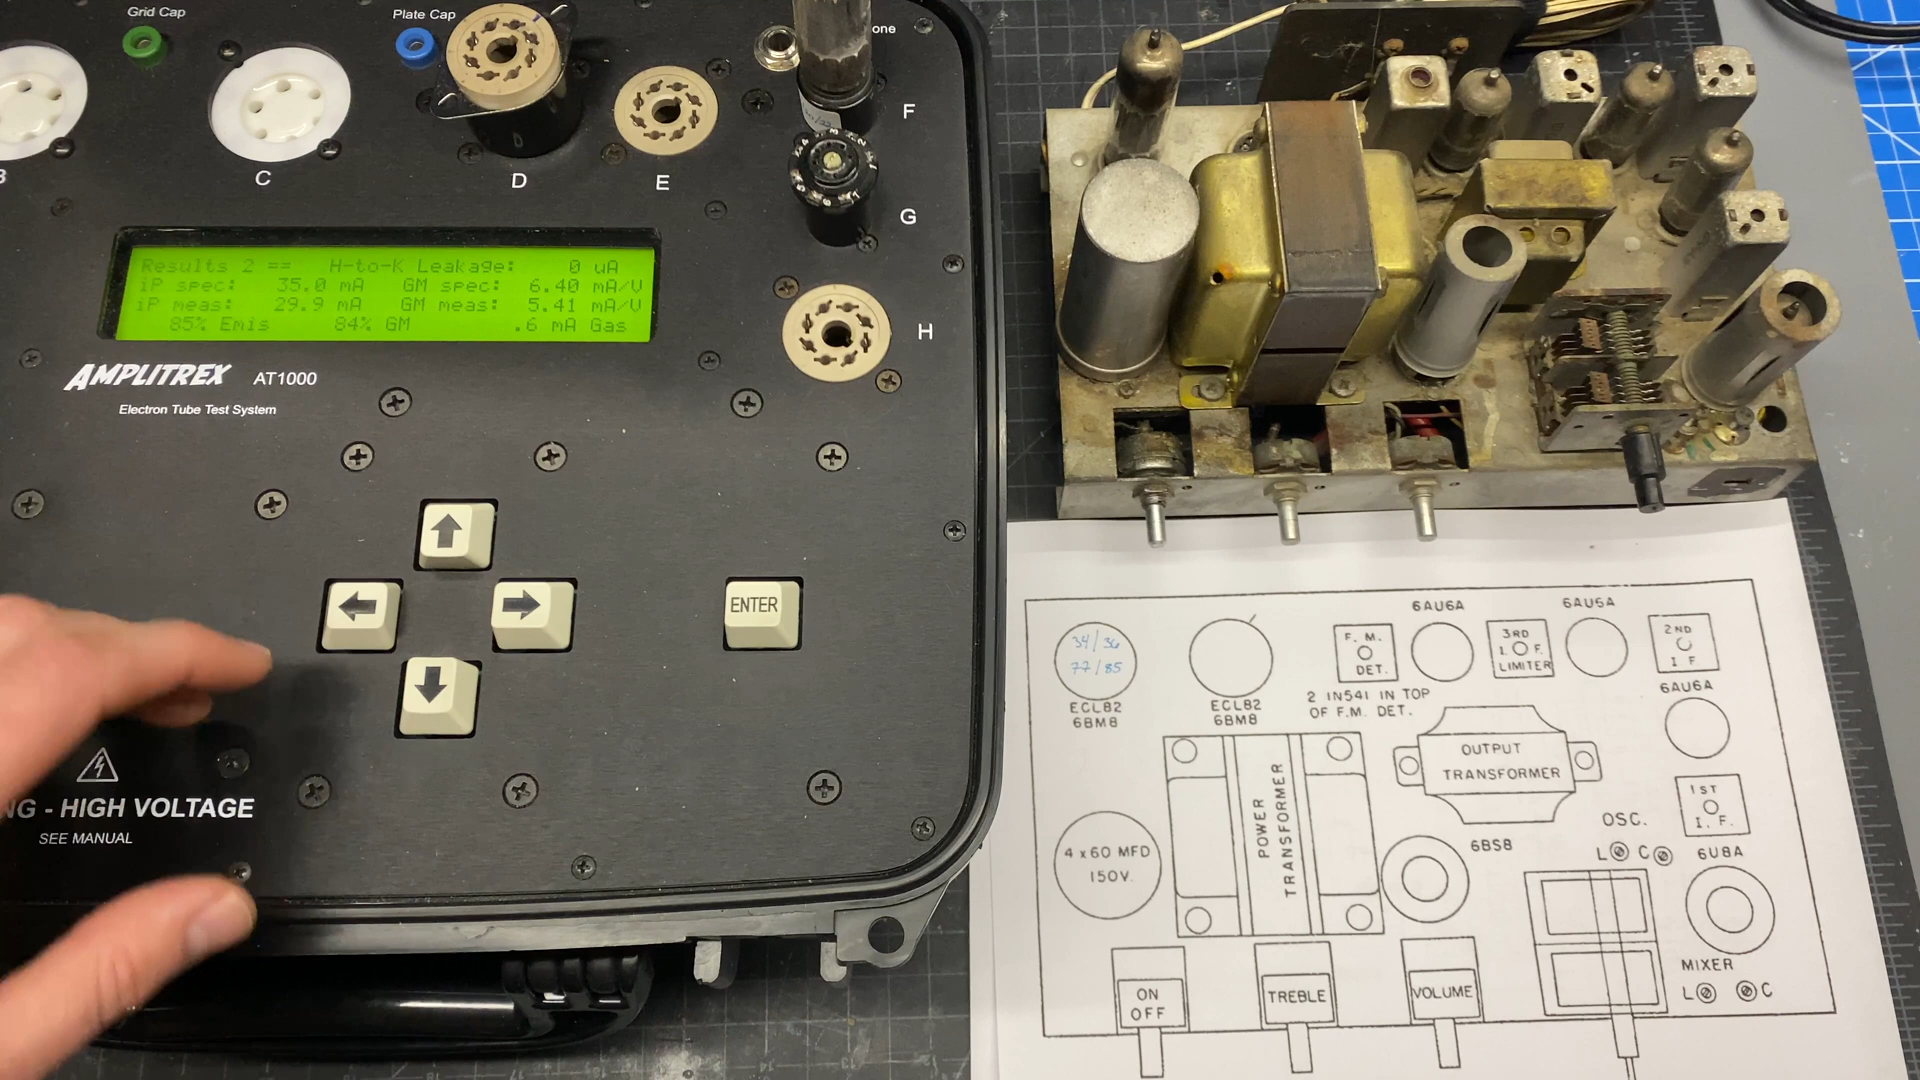 Grid Cap
Plate Cap
one
B
C
D
E
F
G
H
Results 2 == H-to-K Leakage: 0 uA
iP spec: 35.0 mA GM spec: 6.40 mA/V
iP meas: 29.9 mA GM meas: 5.41 mA/V
85% Emis 84% GM .6 mA Gas
AMPLITREX AT1000
Electron Tube Test System
ENTER
NG - HIGH VOLTAGE
SEE MANUAL
34/36
77/85
ECL82
6BM8
ECL82
6BM8
F. M.
DET.
6AU6A
3RD
I. F.
LIMITER
6AU6A
2ND
I F
2 IN541 IN TOP
OF F.M. DET.
6AU6A
POWER
TRANSFORMER
OUTPUT
TRANSFORMER
1ST
I. F.
4 x 60 MFD
150V.
6BS8
OSC.
L C
6U8A
MIXER
L C
ON
OFF
TREBLE
VOLUME